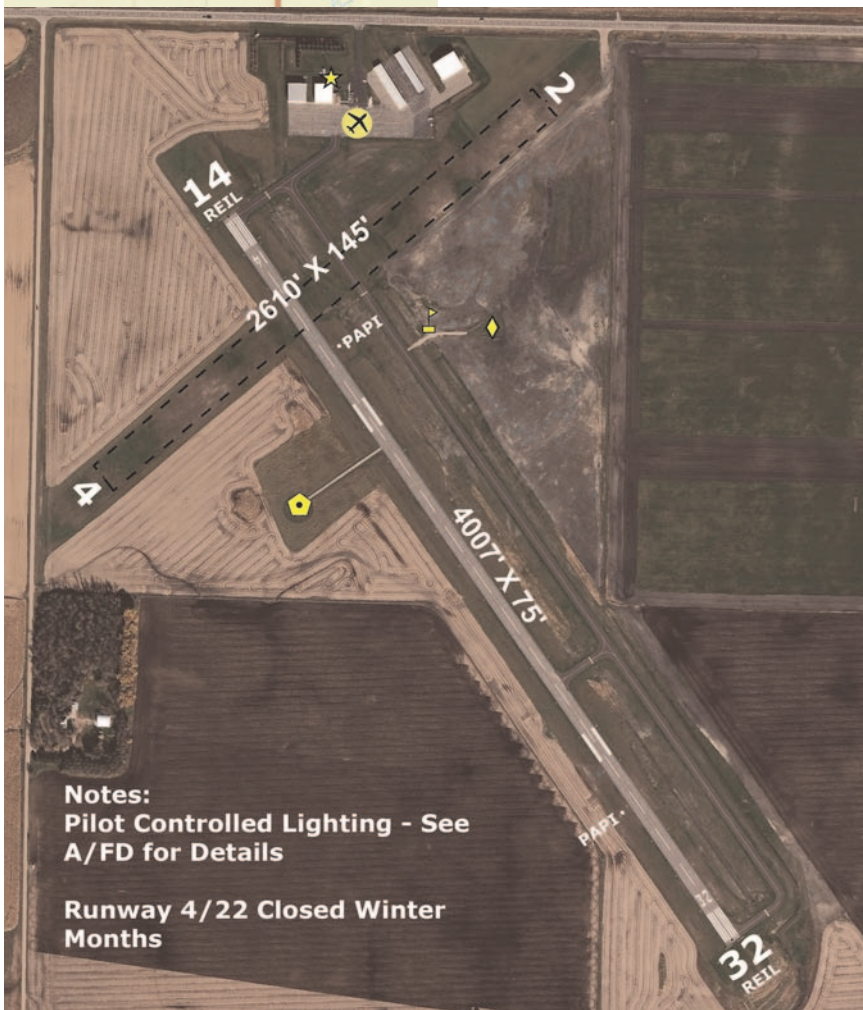 2
14
REIL
2610' X 145'
PAPI
4
4007' X 75'
PAPI
32
32
REIL
Notes:
Pilot Controlled Lighting - See
A/FD for Details
Runway 4/22 Closed Winter
Months